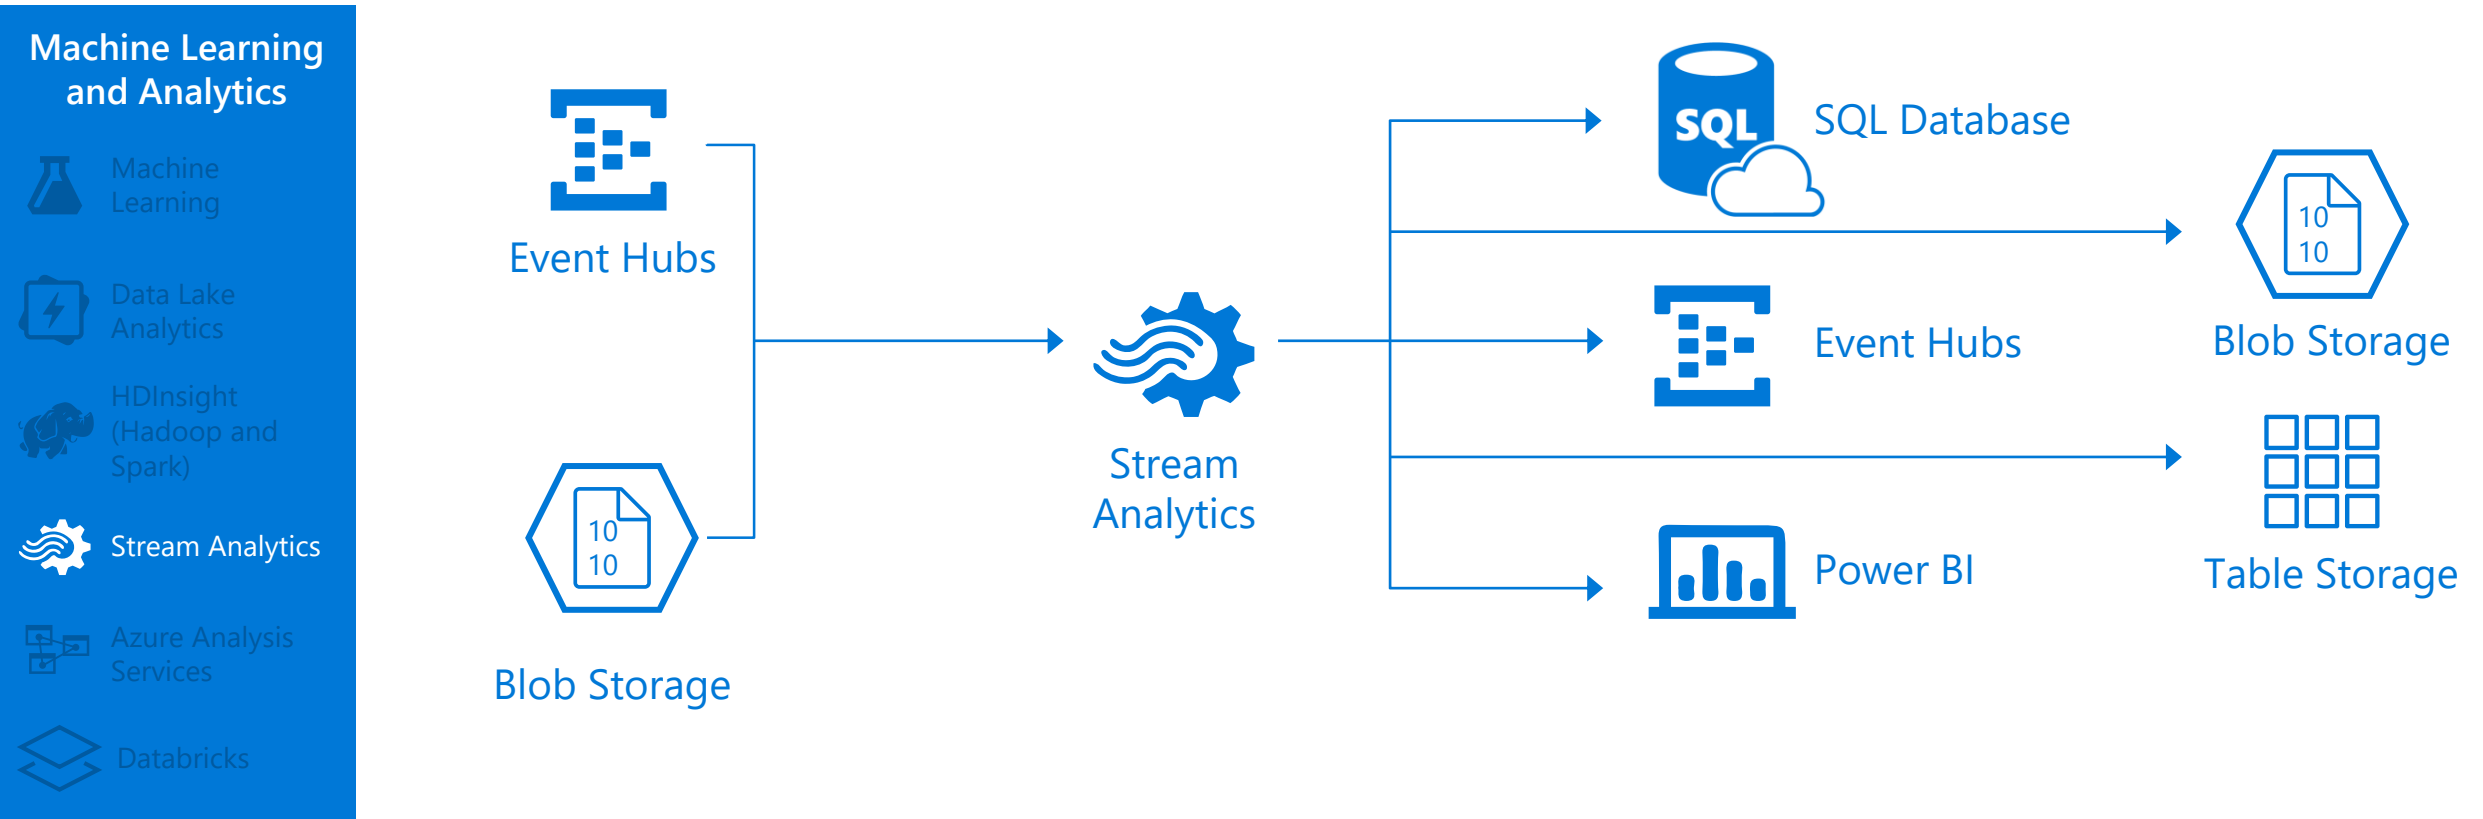 Machine Learning
and Analytics
Machine
Learning
Data Lake
Analytics
HDInsight
(Hadoop and
Spark)
Stream Analytics
Azure Analysis
Services
Databricks
Event Hubs
10
10
Blob Storage
Stream
Analytics
SQL
SQL Database
10
10
Blob Storage
Event Hubs
Table Storage
Power BI